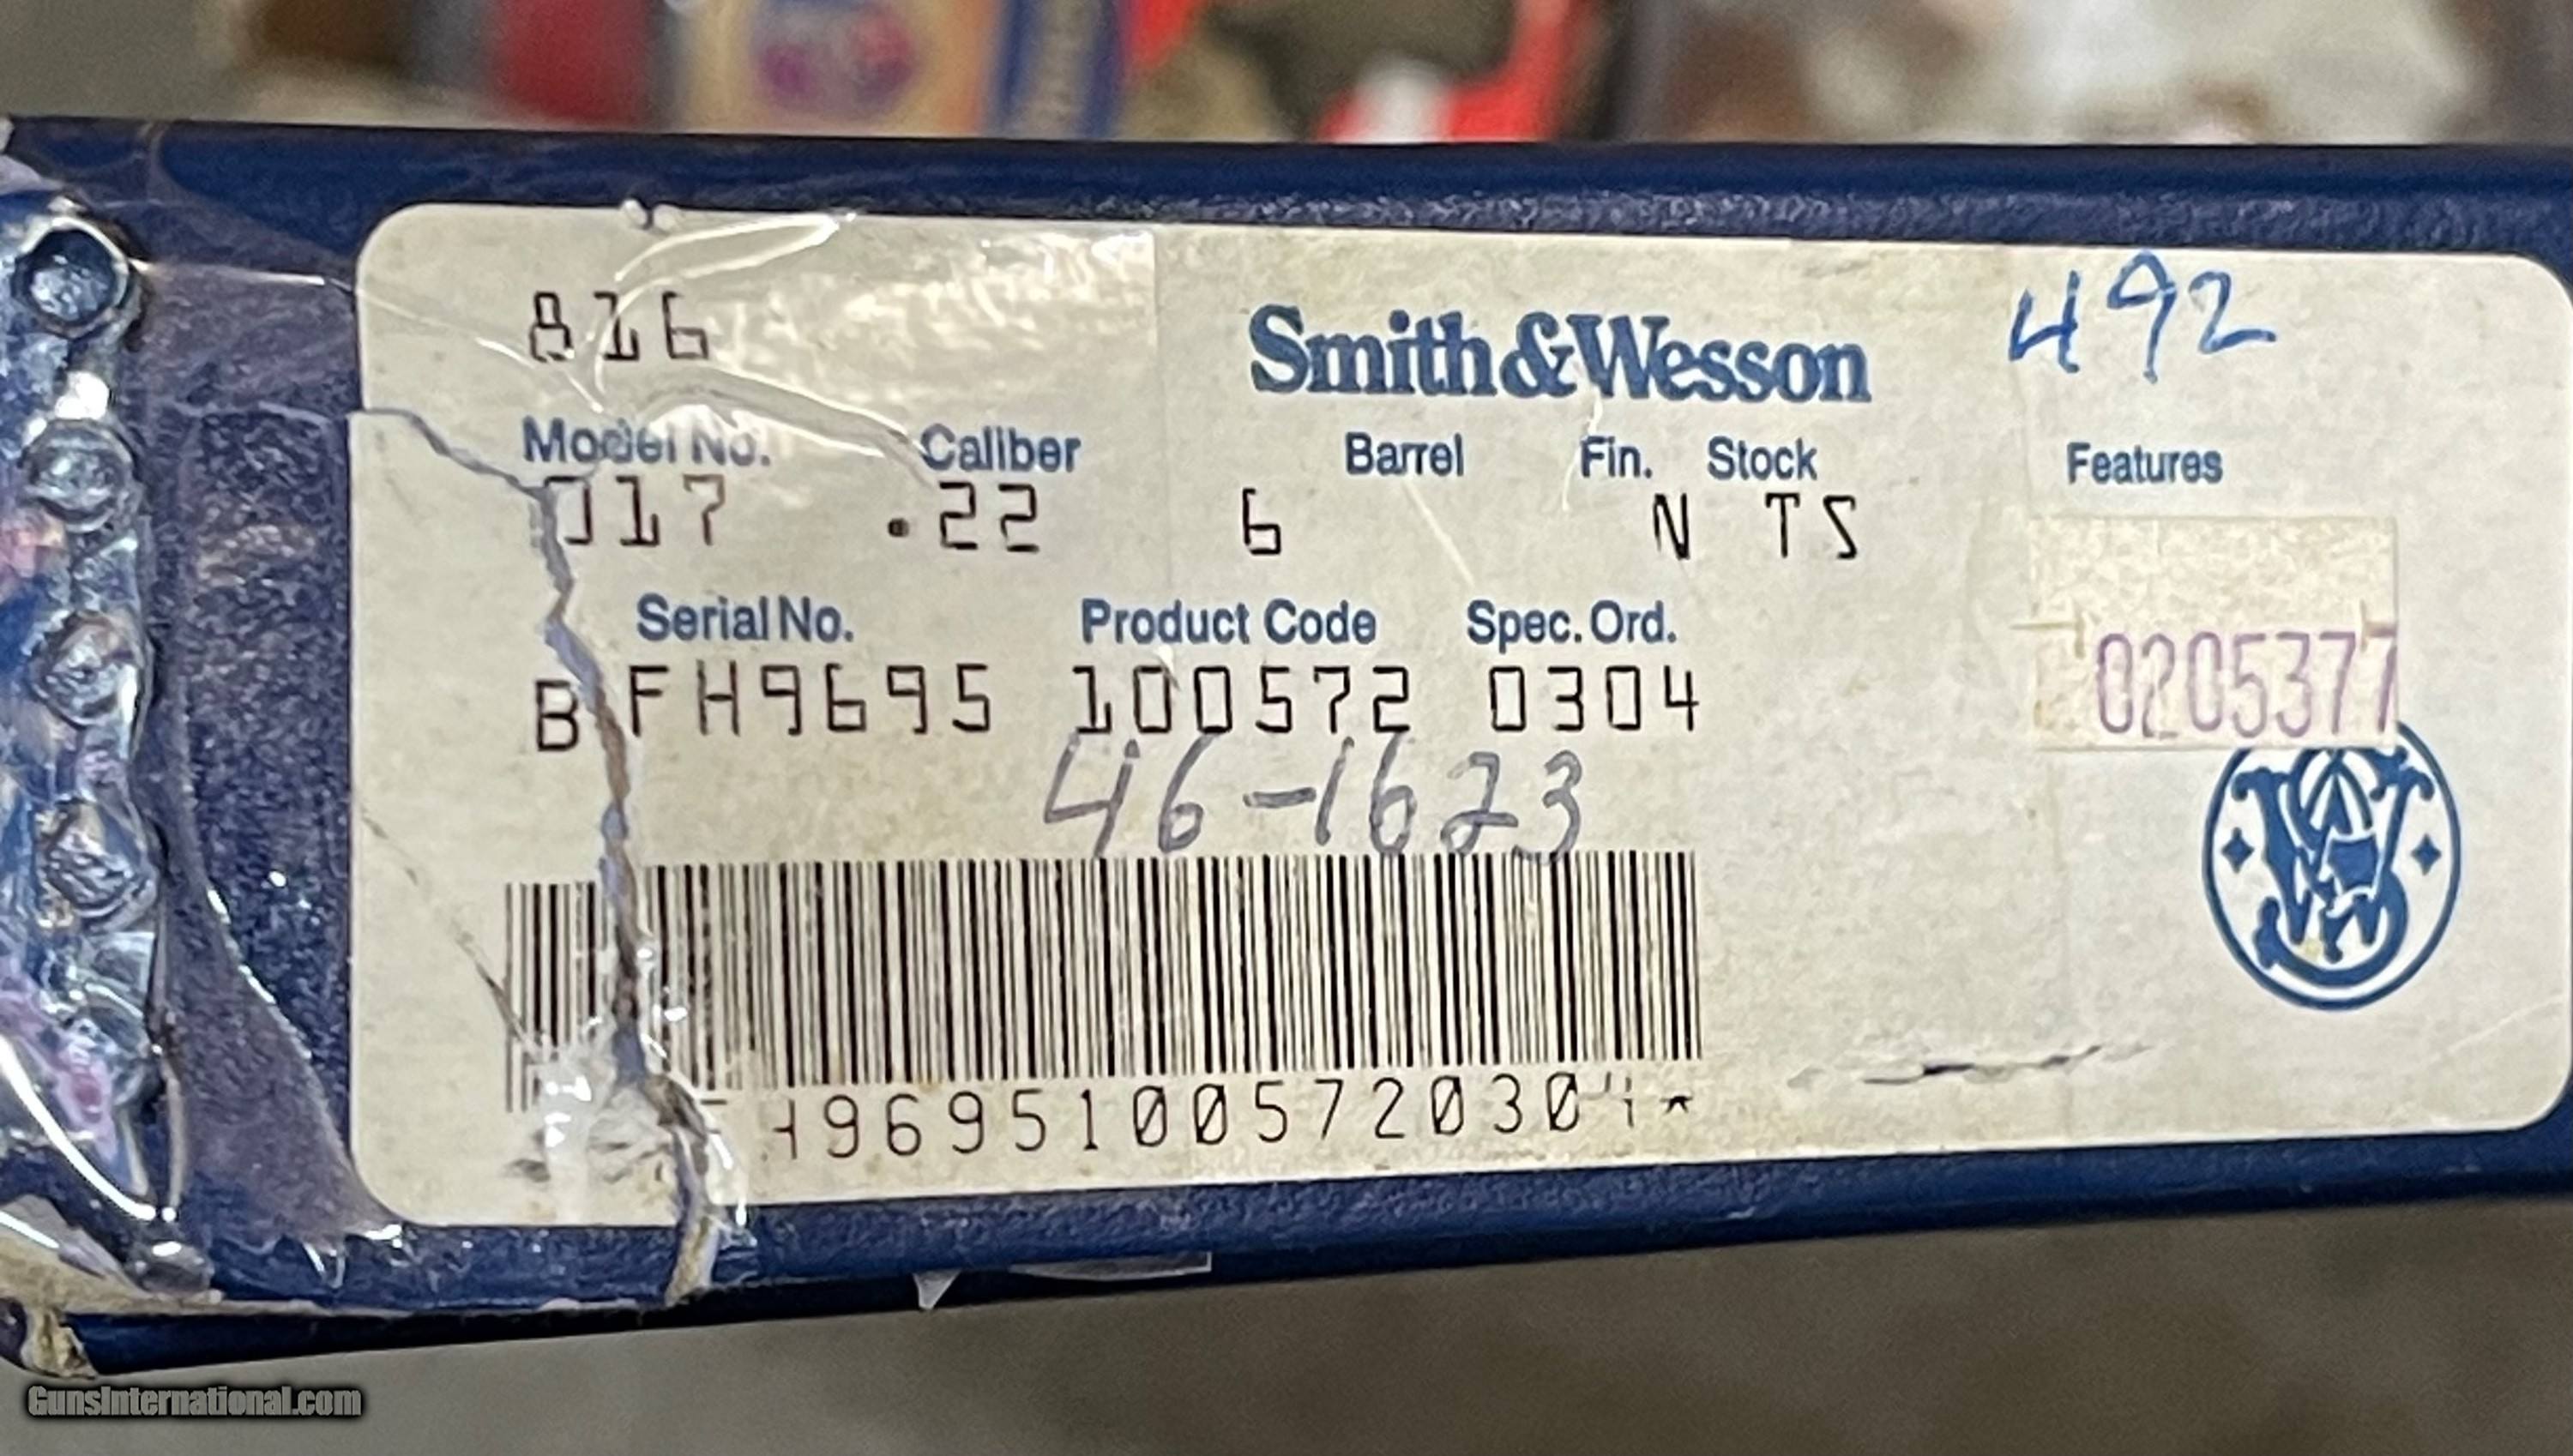 816
Smith&Wesson
492
Model No. Caliber Barrel Fin. Stock Features
017 .22 6 N TS
Serial No. Product Code Spec. Ord.
BFH9695 100572 0304
0205377
46-1623
H96951005720304*
GunsInternational.com